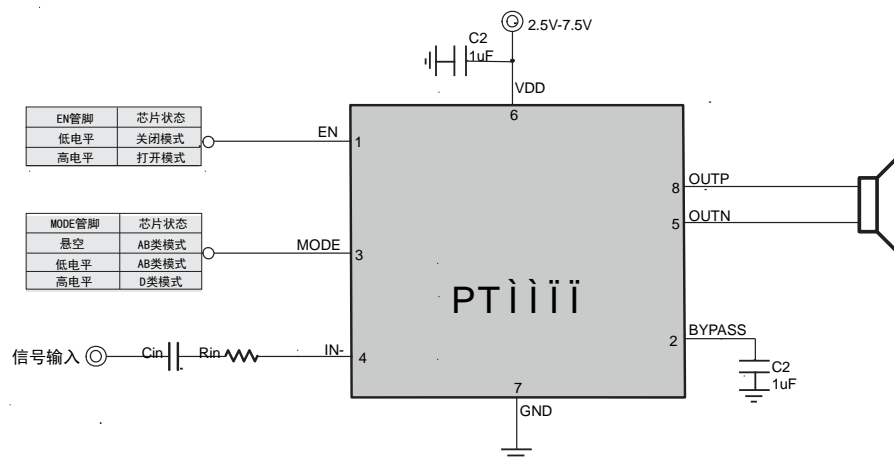 2.5V-7.5V
C2
1uF
VDD
6
EN管脚 芯片状态
低电平 关闭模式
高电平 打开模式
EN
1
8
OUTP
5
OUTN
MODE管脚 芯片状态
悬空 AB类模式
低电平 AB类模式
高电平 D类模式
MODE
3
PTÌÌÏÏ
2
BYPASS
信号输入
Cin
Rin
IN-
4
C2
1uF
7
GND